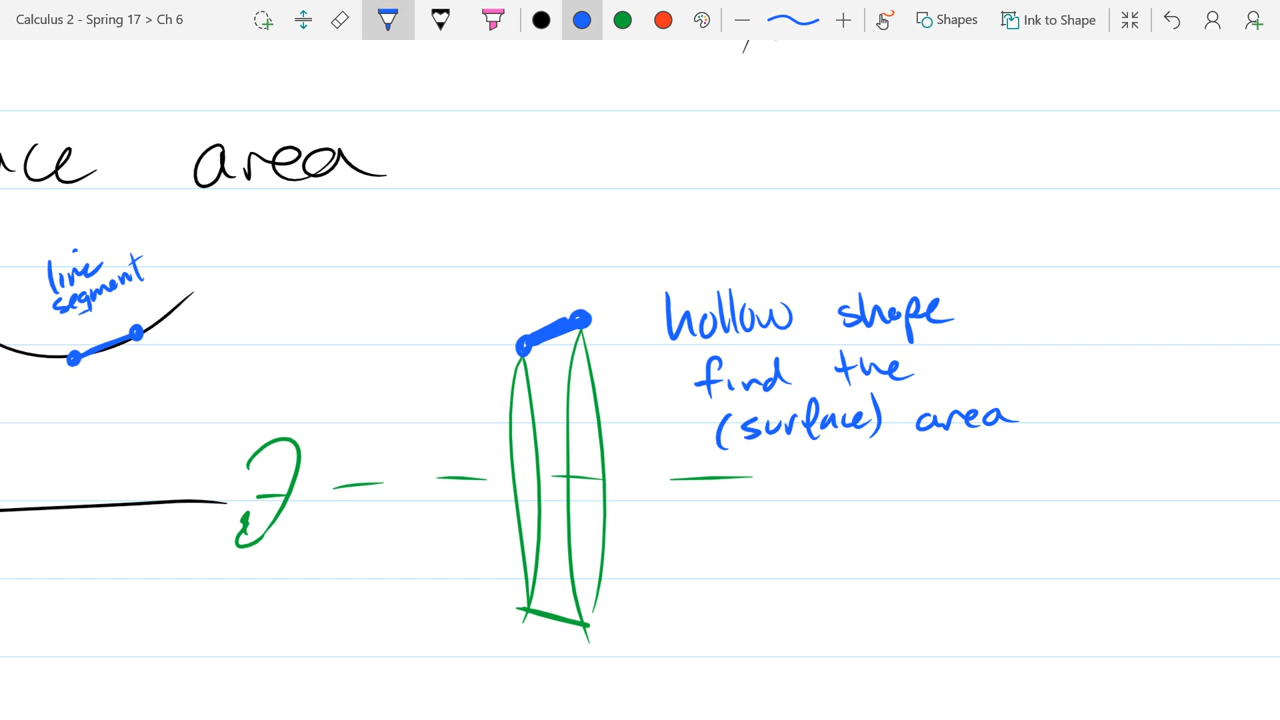 Calculus 2 - Spring 17 > Ch 6
Shapes
Ink to Shape
area
line
segment
hollow shape
find the
(surface) area